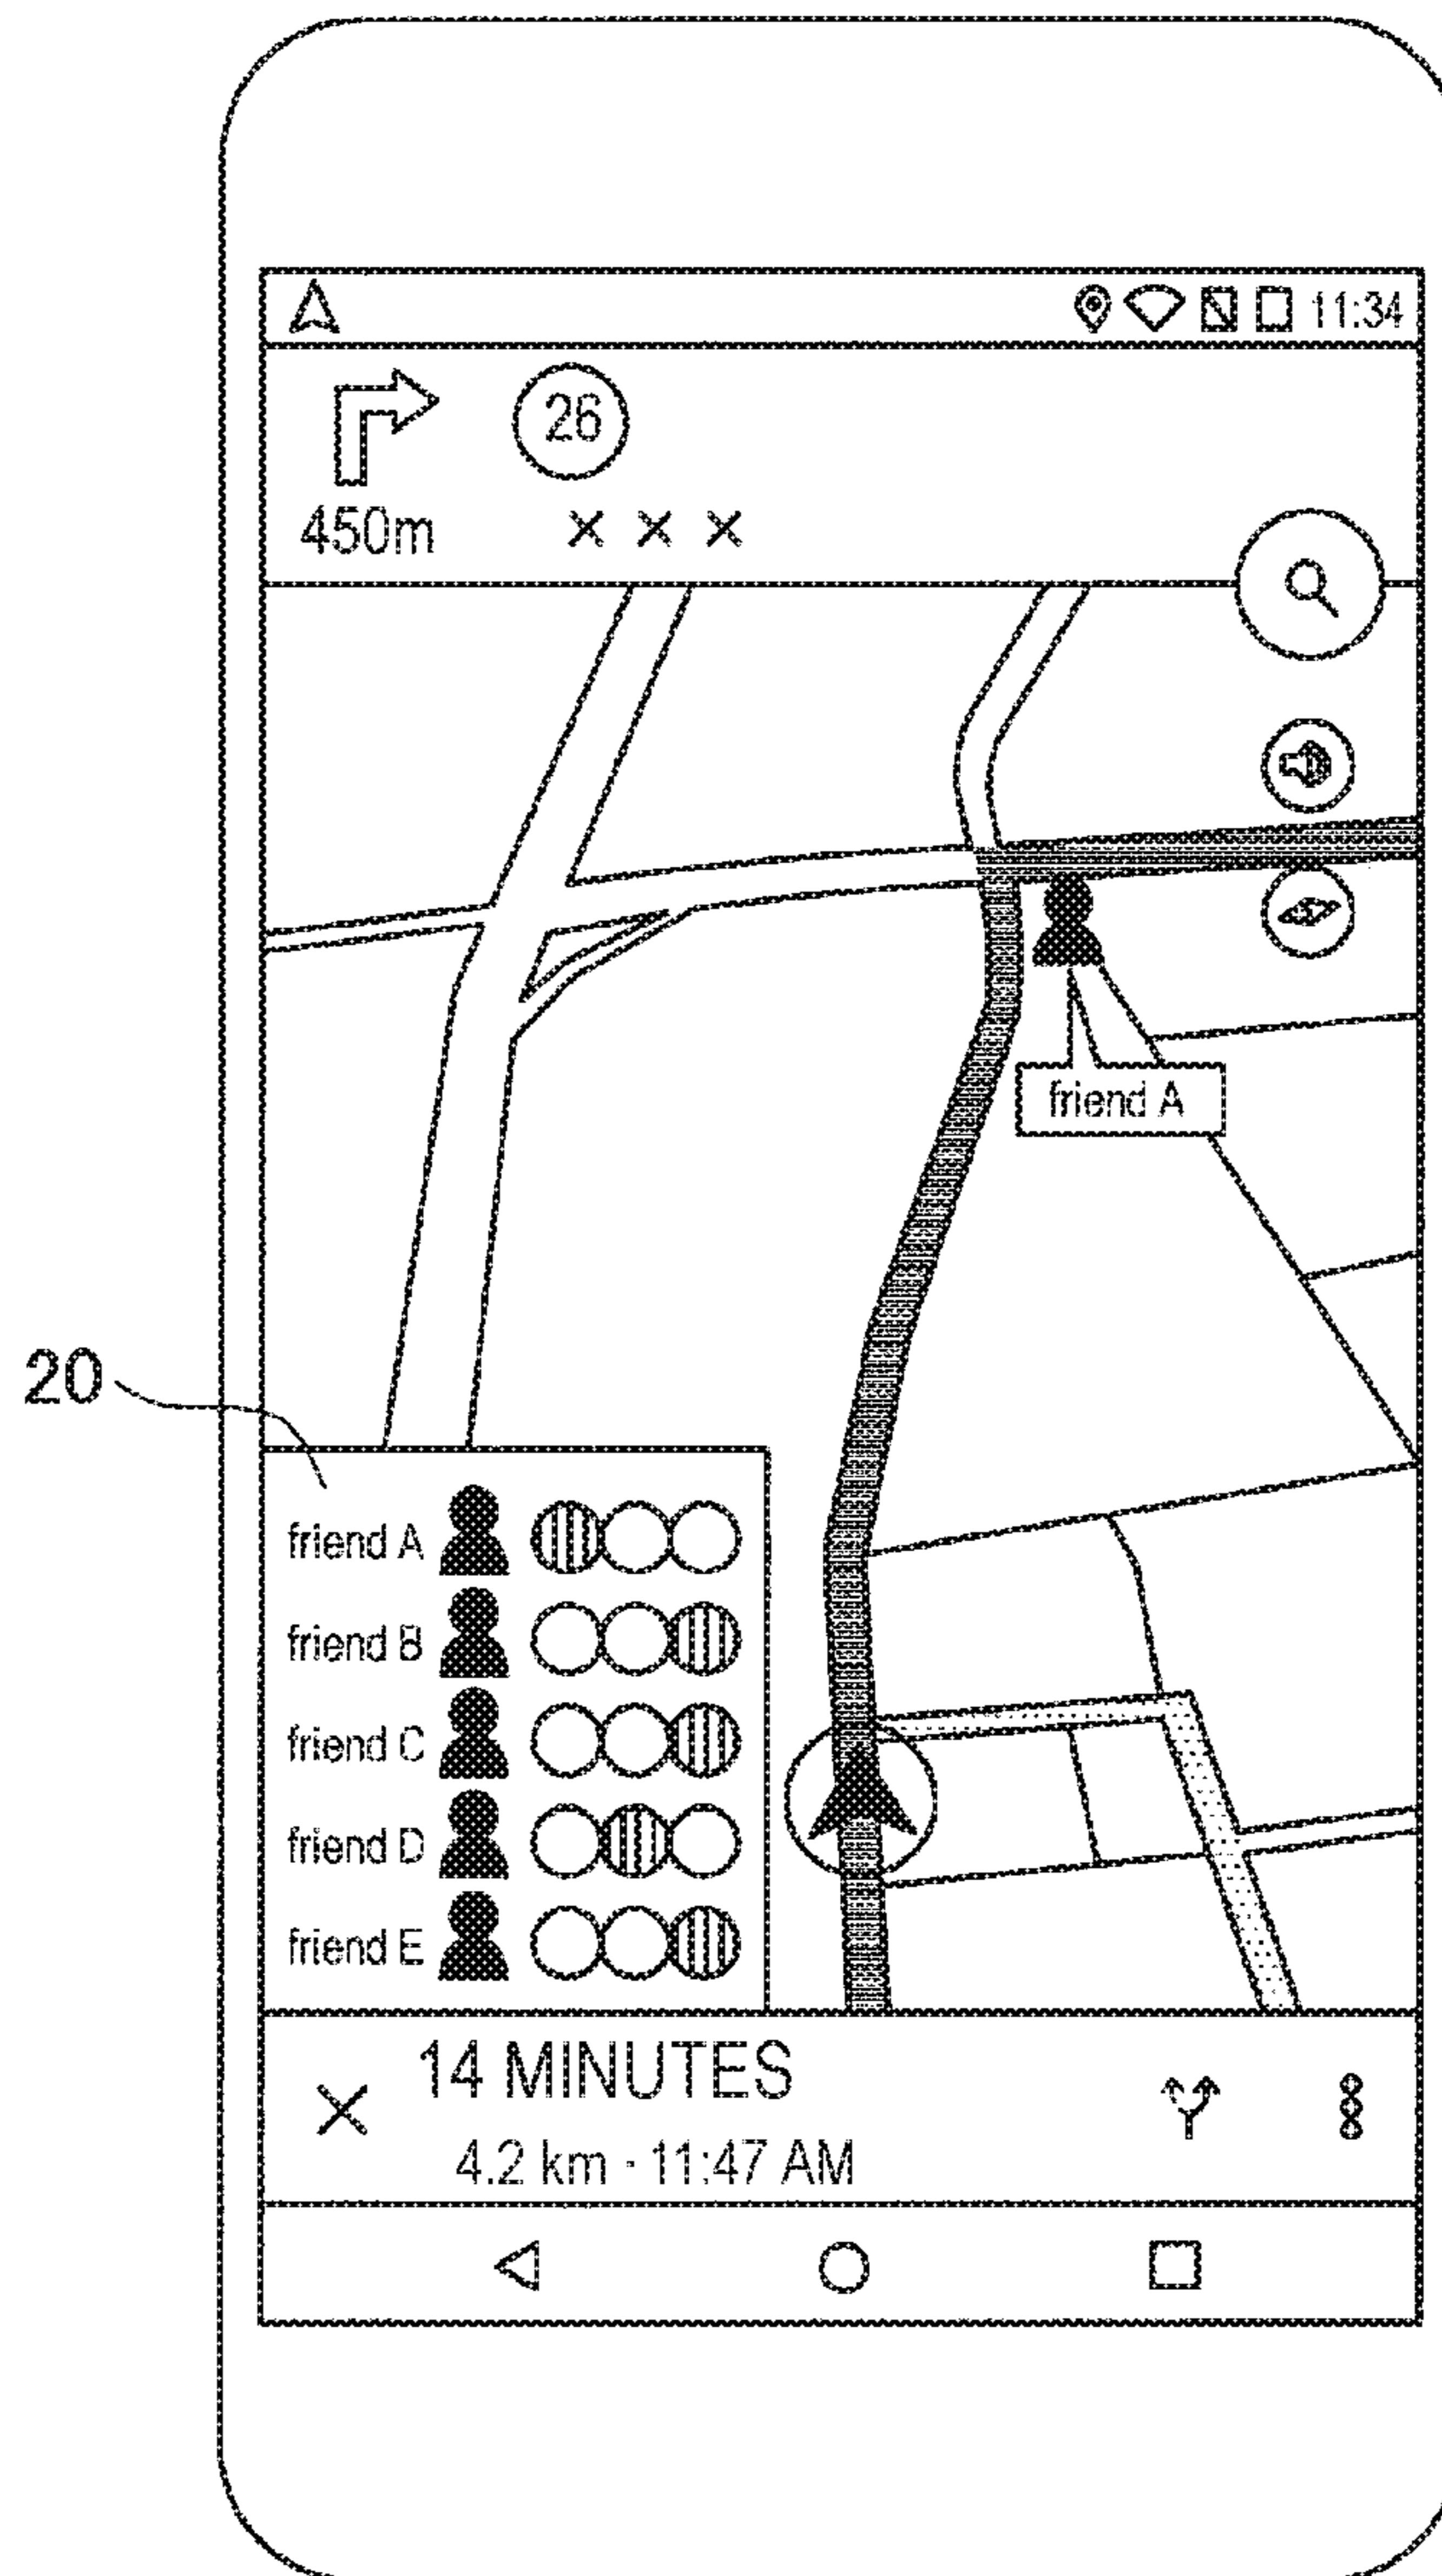 11:34
26
450m
× × ×
friend A
20
friend A
friend B
friend C
friend D
friend E
14 MINUTES
4.2 km · 11:47 AM